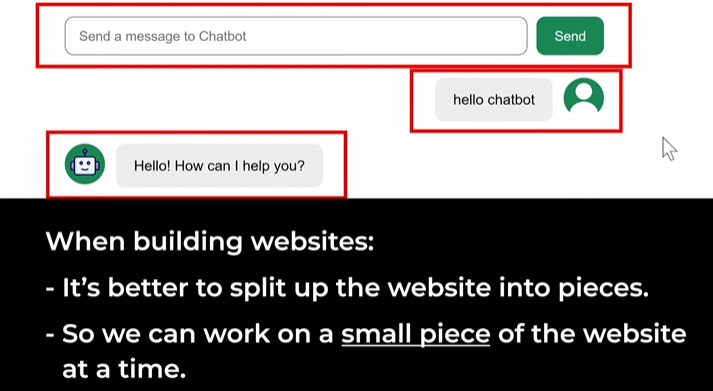 Send a message to Chatbot
Send
hello chatbot
Hello! How can I help you?
When building websites:
- It's better to split up the website into pieces.
- So we can work on a small piece of the website
at a time.